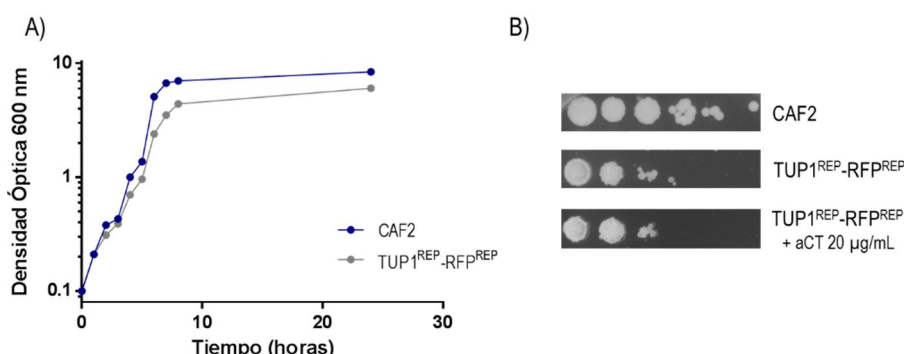 A)
Densidad Óptica 600 nm
10
1
0.1
0
10
20
30
Tiempo (horas)
CAF2
TUP1ᴿᴱᴾ-RFPᴿᴱᴾ
B)
CAF2
TUP1ᴿᴱᴾ-RFPᴿᴱᴾ
TUP1ᴿᴱᴾ-RFPᴿᴱᴾ
+ aCT 20 µg/mL